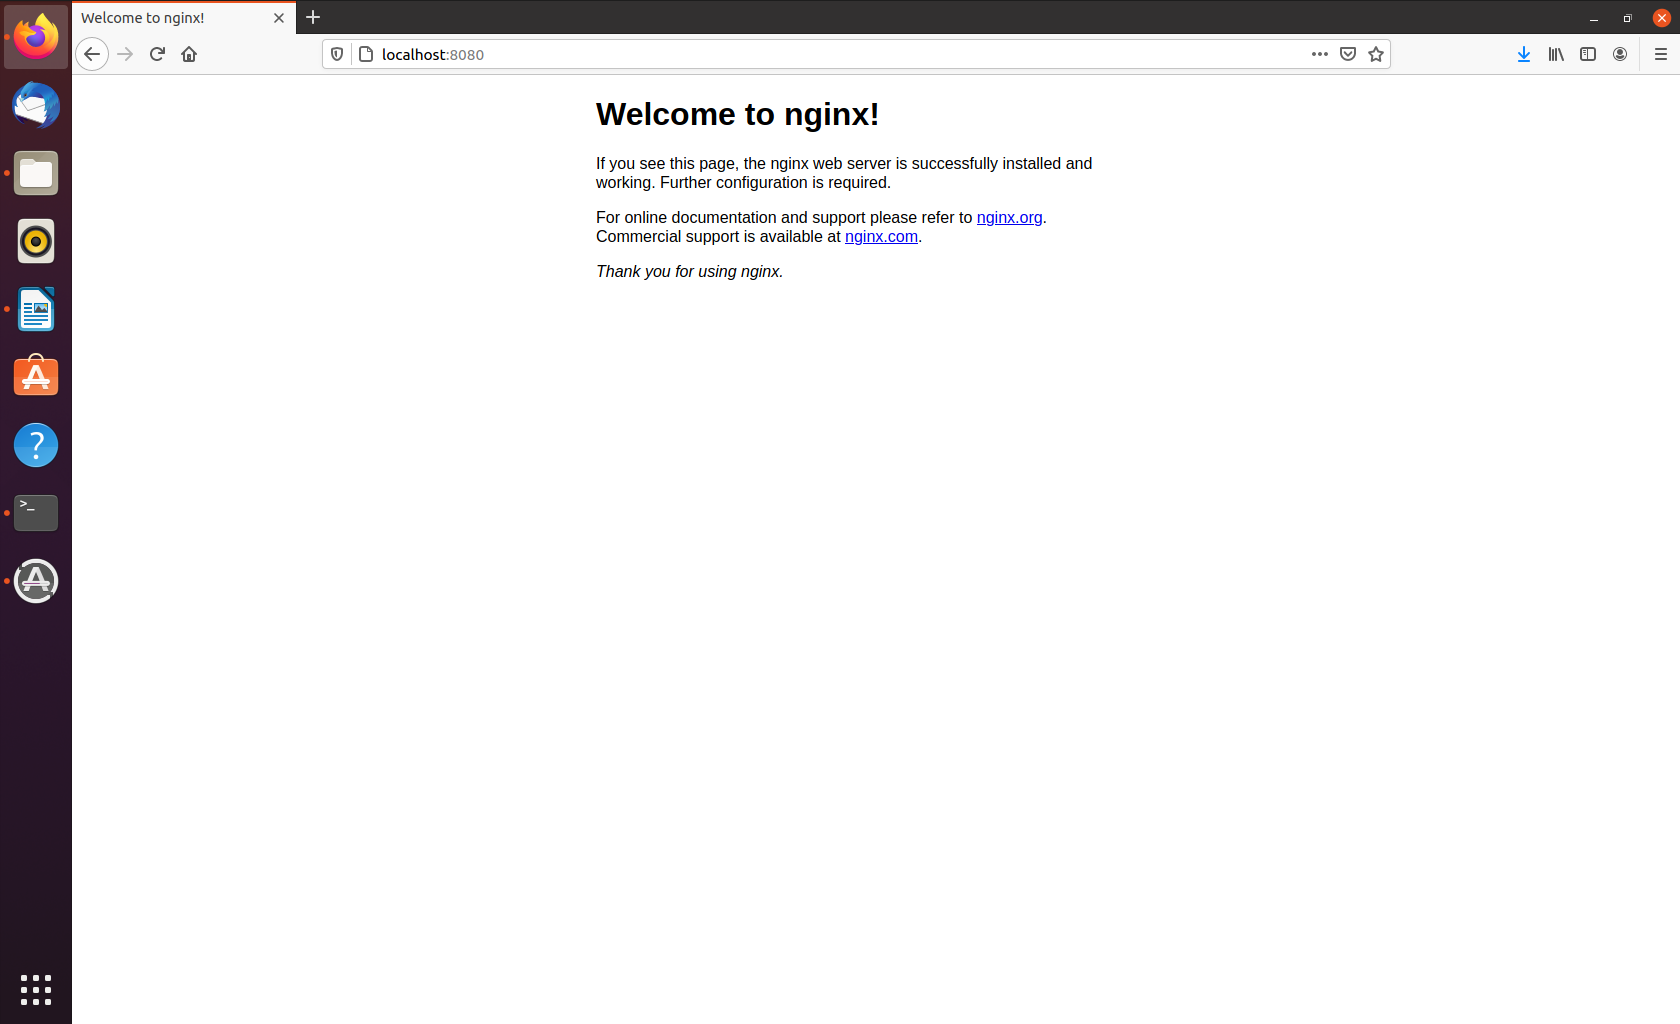 Welcome to nginx!
localhost:8080
Welcome to nginx!
If you see this page, the nginx web server is successfully installed and
working. Further configuration is required.
For online documentation and support please refer to nginx.org.
Commercial support is available at nginx.com.
Thank you for using nginx.